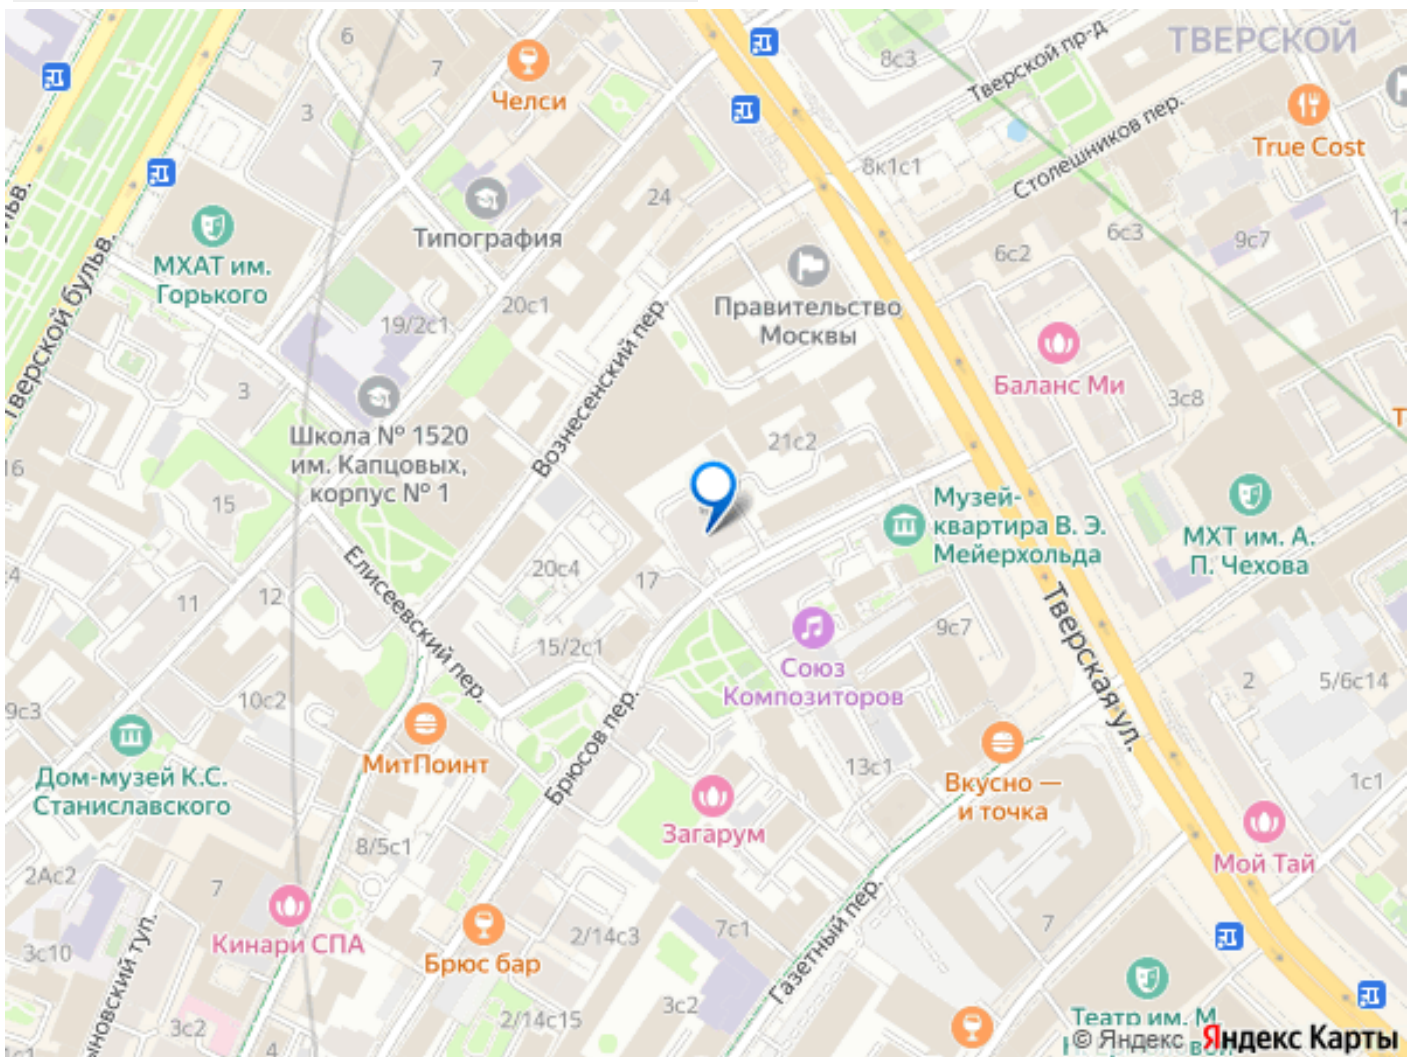 ТВЕРСКОЙ
6
7
8с3
Тверской пр-д
Челси
3
True Cost
Столешников пер.
8к1с1
24
Типография
МХАТ им.
Горького
6с2
6с3
9с7
12
Правительство
Москвы
20с1
19/2с1
Тверской бульв.
Вознесенский пер.
3
Баланс Ми
3с8
Школа № 1520
им. Капцовых,
корпус № 1
21с2
16
15
Музей-
квартира В. Э.
Мейерхольда
МХТ им. А.
П. Чехова
Елисеевский пер.
20с4
17
11
12
15/2с1
9с7
Союз
Композиторов
Тверская ул.
2
5/6с14
10с2
9с3
Брюсов пер.
МитПоинт
Дом-музей К.С.
Станиславского
13с1
Вкусно —
и точка
1с1
Загарум
Мой Тай
8/5с1
2Ас2
7
Кинари СПА
7с1
2/14с3
Газетный пер.
7
3с10
Брюс бар
3с2
2/14с15
3с2
4
Театр им. М.
© Яндекс Яндекс Карты